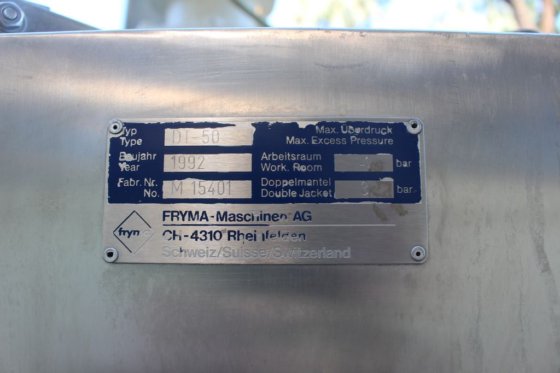 Typ
Type
DT-50
Max. Überdruck
Max. Excess Pressure
Baujahr
Year
1992
Arbeitsraum
Work. Room
bar
Fabr. Nr.
No.
M 15401
Doppelmantel
Double Jacket
bar
FRYMA-Maschinen AG
CH-4310 Rheinfelden
Schweiz/Suisse/Switzerland